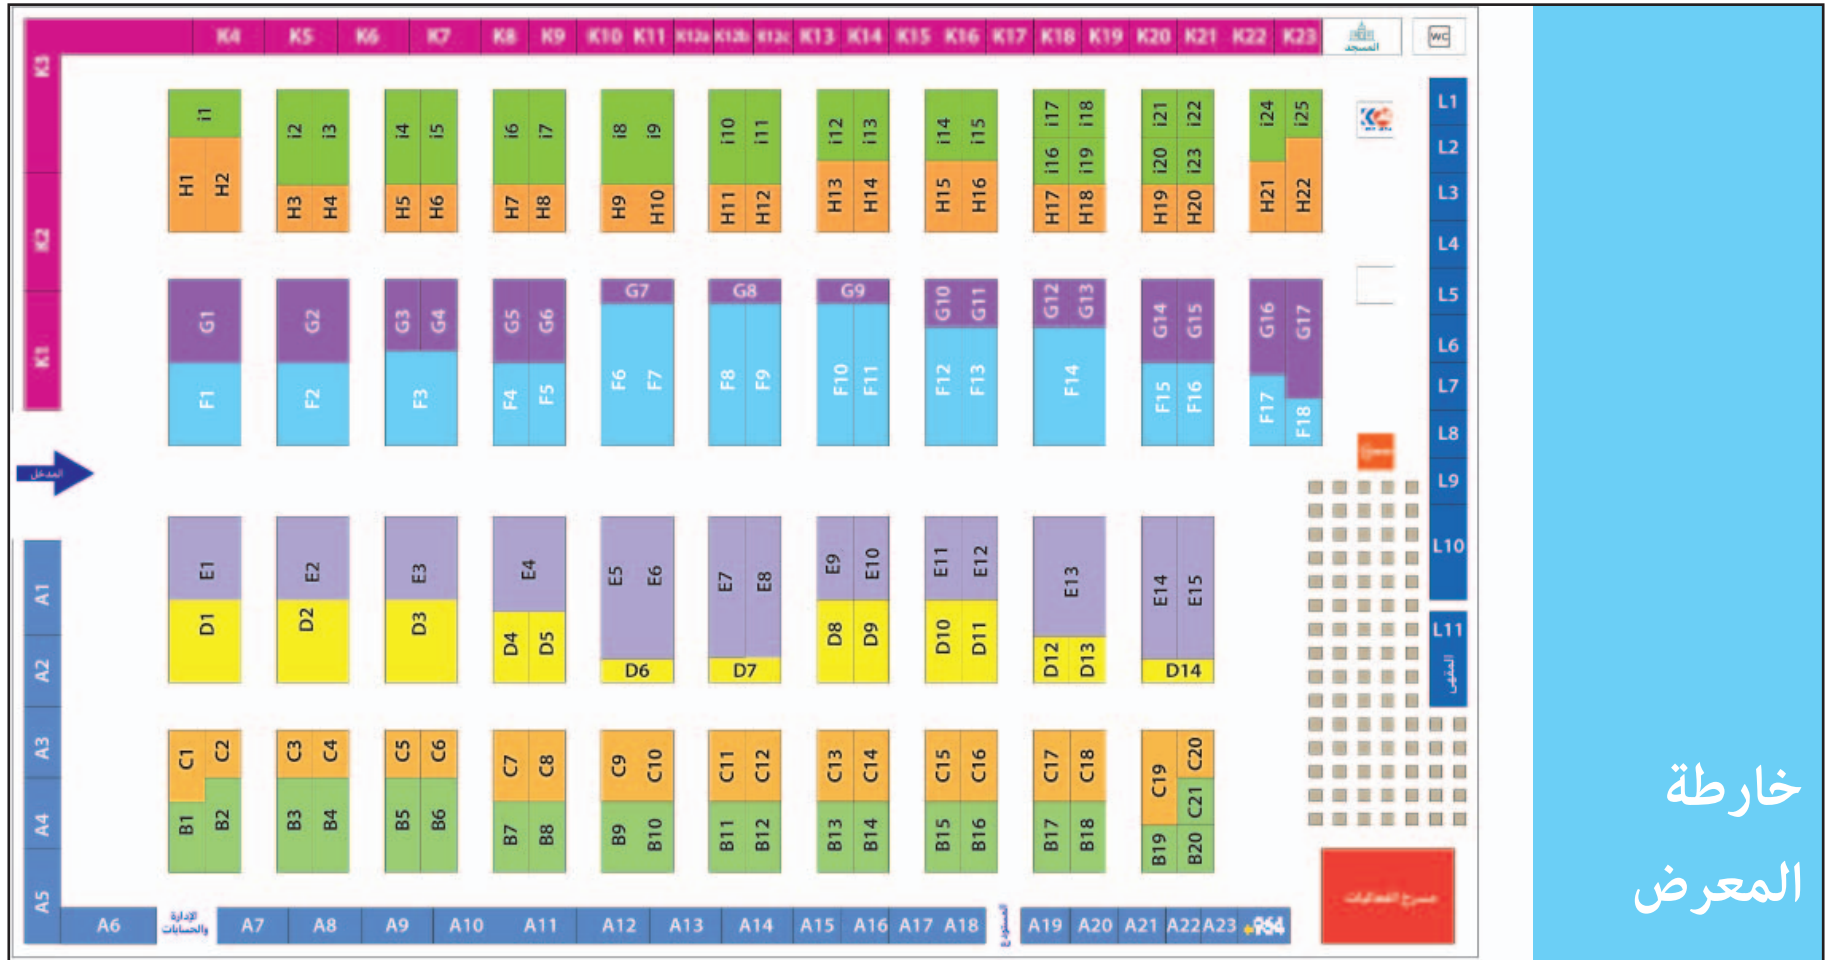 K4 K5 K6 K7 K8 K9 K10 K11 K12a K12b K12c K13 K14 K15 K16 K17 K18 K19 K20 K21 K22 K23
المسجد
WC
K3
K2
K1
i1 i2 i3 i4 i5 i6 i7 i8 i9 i10 i11 i12 i13 i14 i15 i17 i18 i21 i22 i24 i25
i16 i19 i20 i23
H1 H2 H3 H4 H5 H6 H7 H8 H9 H10 H11 H12 H13 H14 H15 H16 H17 H18 H19 H20 H21 H22
G1 G2 G3 G4 G5 G6 G7 G8 G9 G10 G11 G12 G13 G14 G15 G16 G17
F1 F2 F3 F4 F5 F6 F7 F8 F9 F10 F11 F12 F13 F14 F15 F16 F17 F18
المدخل
E1 E2 E3 E4 E5 E6 E7 E8 E9 E10 E11 E12 E13 E14 E15
D1 D2 D3 D4 D5 D6 D7 D8 D9 D10 D11 D12 D13 D14
C1 C2 C3 C4 C5 C6 C7 C8 C9 C10 C11 C12 C13 C14 C15 C16 C17 C18 C19 C20
C21
B1 B2 B3 B4 B5 B6 B7 B8 B9 B10 B11 B12 B13 B14 B15 B16 B17 B18 B19 B20
A1
A2
A3
A4
A5
A6
الإدارة
والحسابات
A7 A8 A9 A10 A11 A12 A13 A14 A15 A16 A17 A18
المستودع
A19 A20 A21 A22 A23
964
L1
L2
L3
L4
L5
L6
L7
L8
L9
L10
L11
المقهى
مسرح الفعاليات
خارطة
المعرض